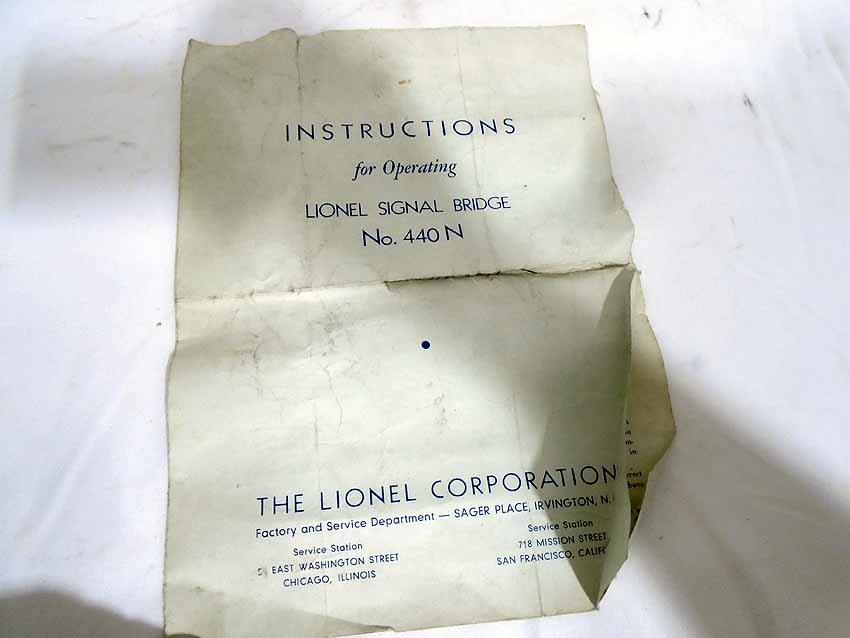 INSTRUCTIONS
for Operating
LIONEL SIGNAL BRIDGE
No. 440 N
THE LIONEL CORPORATION
Factory and Service Department — SAGER PLACE, IRVINGTON, N.
Service Station
EAST WASHINGTON STREET
CHICAGO, ILLINOIS
Service Station
718 MISSION STREET,
SAN FRANCISCO,
in